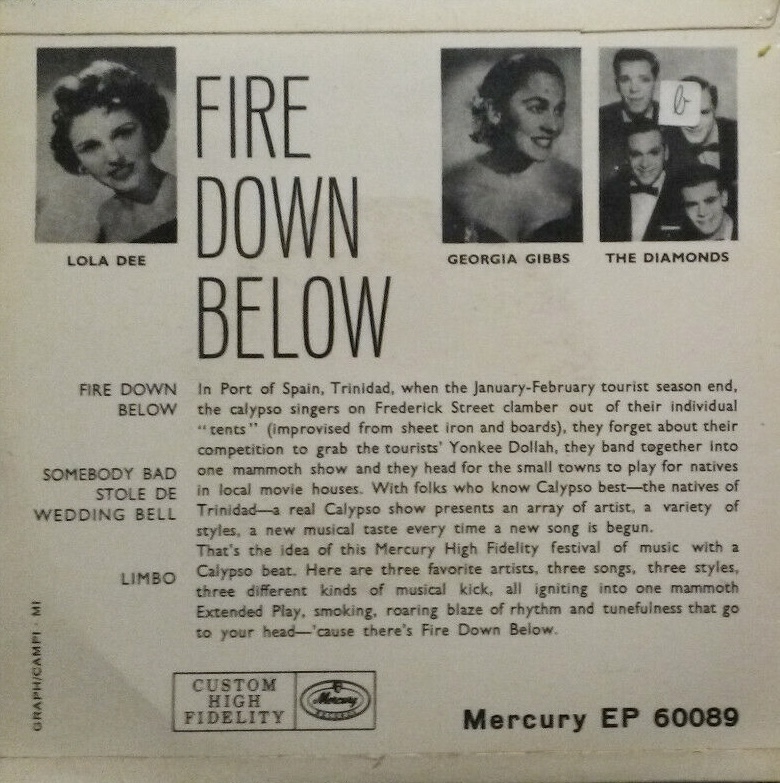 FIRE
DOWN
BELOW
LOLA DEE
GEORGIA GIBBS
THE DIAMONDS
b
FIRE DOWN
BELOW
SOMEBODY BAD
STOLE DE
WEDDING BELL
LIMBO
In Port of Spain, Trinidad, when the January-February tourist season end,
the calypso singers on Frederick Street clamber out of their individual
“tents” (improvised from sheet iron and boards), they forget about their
competition to grab the tourists' Yonkee Dollah, they band together into
one mammoth show and they head for the small towns to play for natives
in local movie houses. With folks who know Calypso best—the natives of
Trinidad—a real Calypso show presents an array of artist, a variety of
styles, a new musical taste every time a new song is begun.
That's the idea of this Mercury High Fidelity festival of music with a
Calypso beat. Here are three favorite artists, three songs, three styles,
three different kinds of musical kick, all igniting into one mammoth
Extended Play, smoking, roaring blaze of rhythm and tunefulness that go
to your head—'cause there's Fire Down Below.
GRAPH/CAMPI - MI
CUSTOM
HIGH
FIDELITY
Mercury
RECORDS
Mercury EP 60089